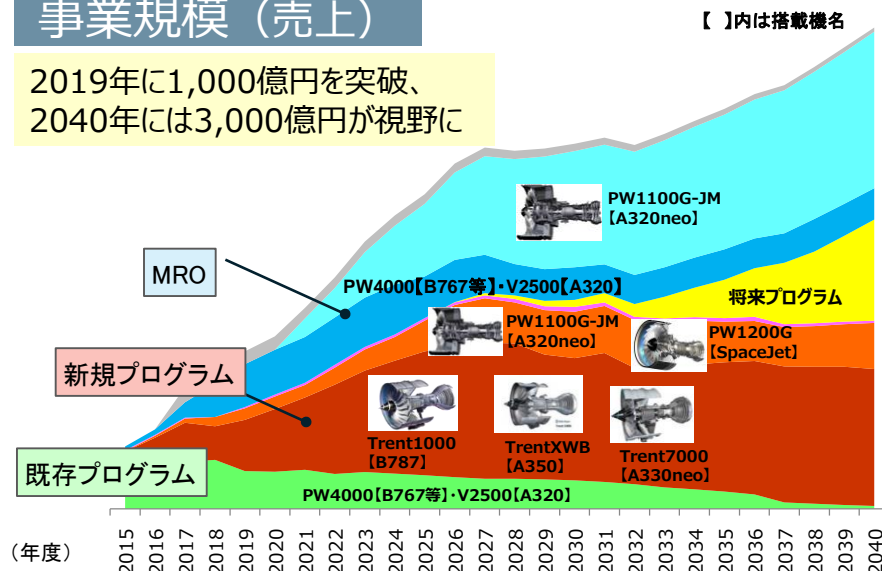 事業規模（売上）
【 】内は搭載機名
2019年に1,000億円を突破、
2040年には3,000億円が視野に
PW1100G-JM
【A320neo】
MRO
PW4000【B767等】・V2500【A320】
将来プログラム
PW1100G-JM
【A320neo】
PW1200G
【SpaceJet】
新規プログラム
Trent1000
【B787】
TrentXWB
【A350】
Trent7000
【A330neo】
既存プログラム
PW4000【B767等】・V2500【A320】
（年度）
2015
2016
2017
2018
2019
2020
2021
2022
2023
2024
2025
2026
2027
2028
2029
2030
2031
2032
2033
2034
2035
2036
2037
2038
2039
2040